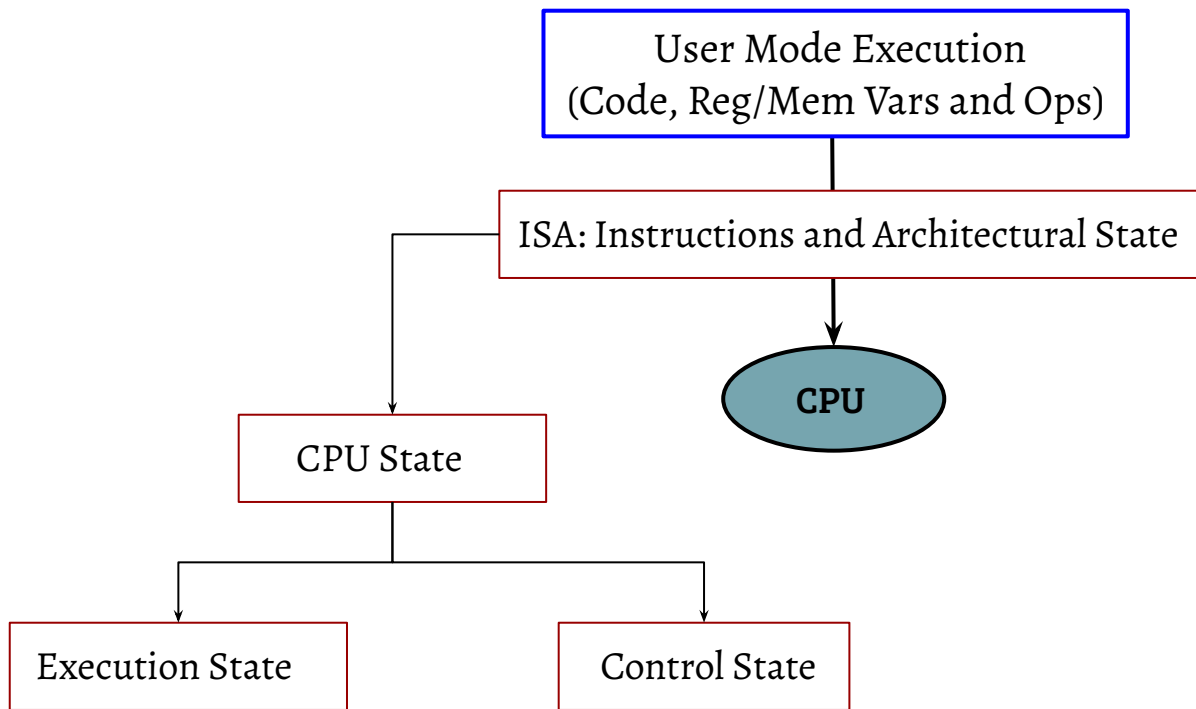 User Mode Execution
(Code, Reg/Mem Vars and Ops)
ISA: Instructions and Architectural State
CPU
CPU State
Execution State
Control State